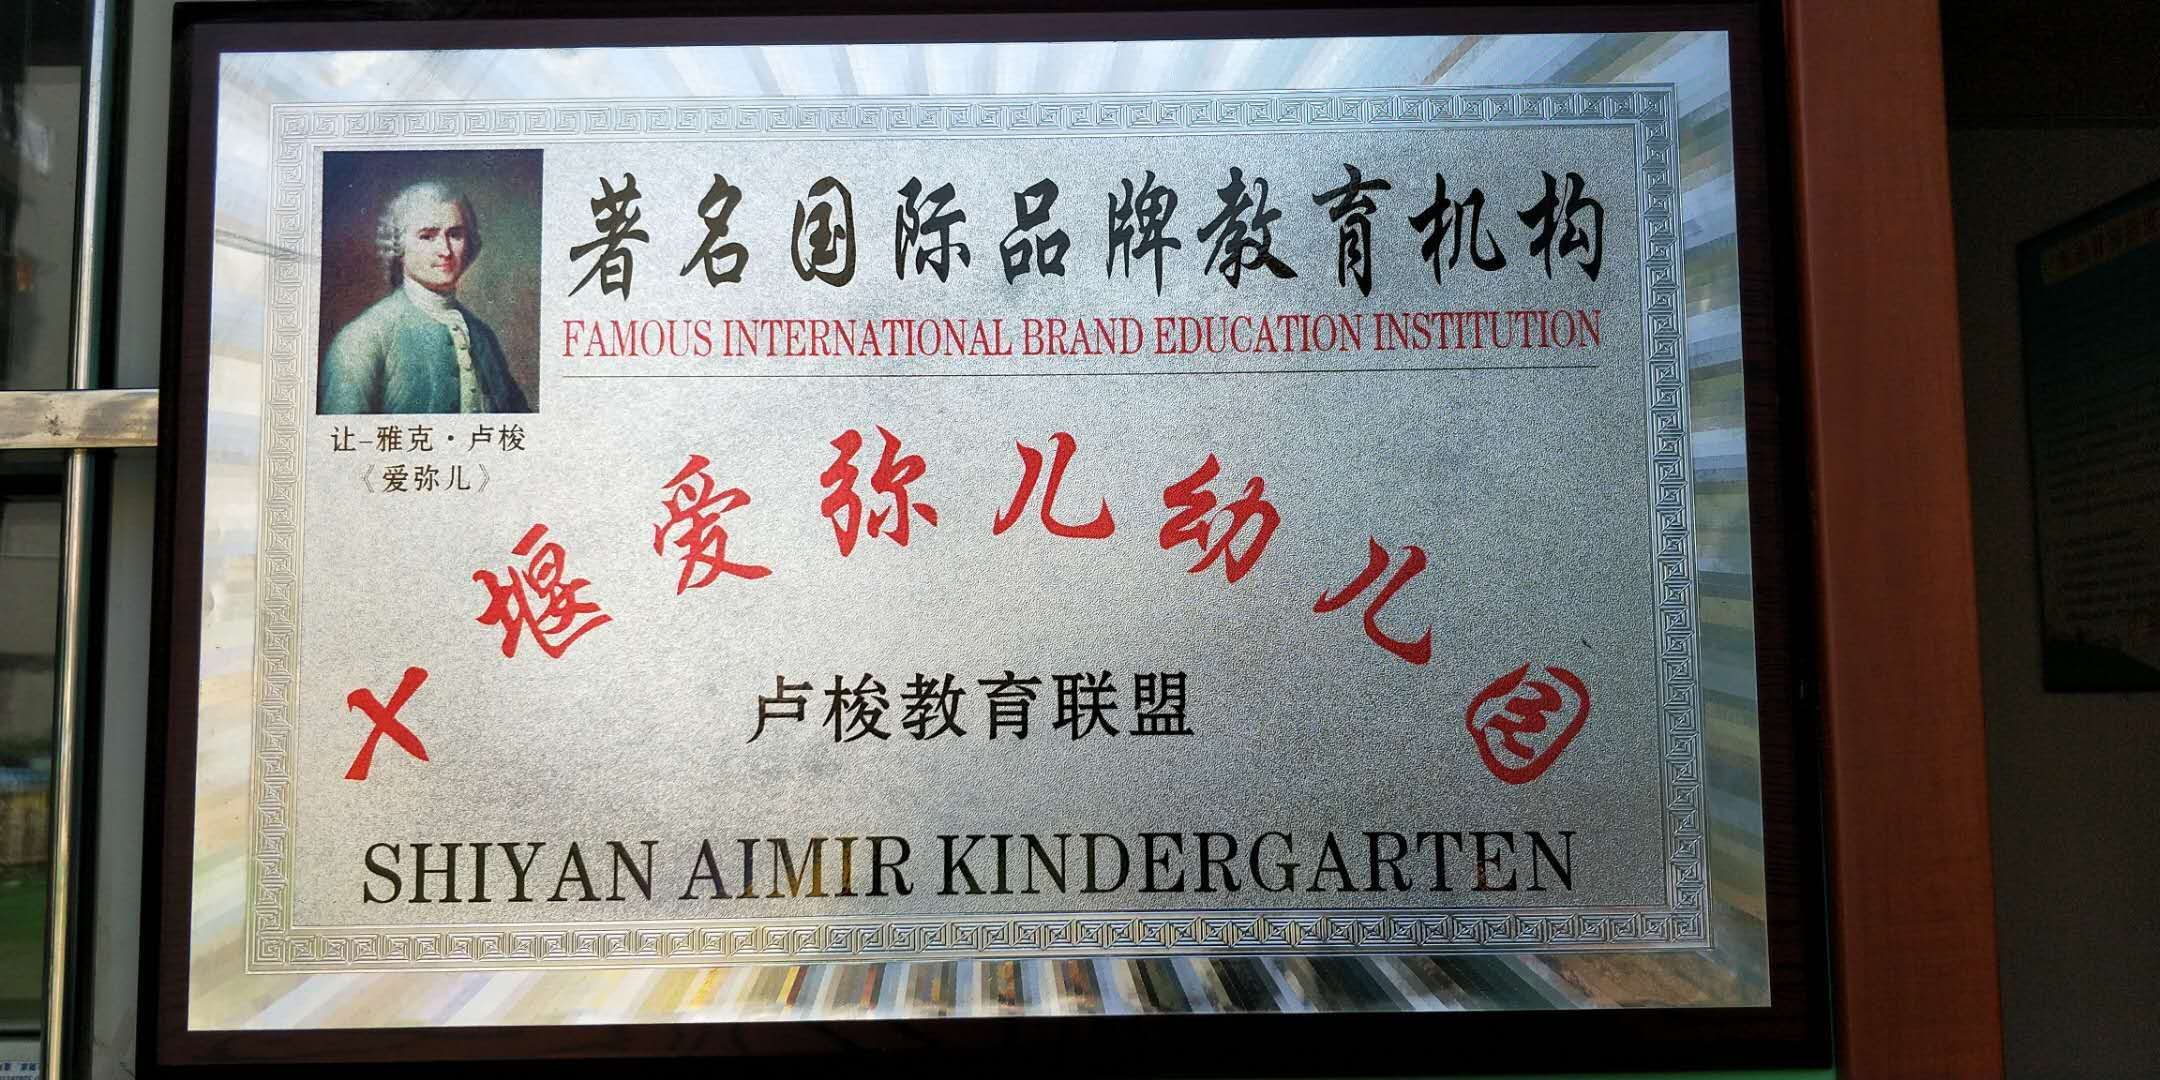 著名国际品牌教育机构
FAMOUS INTERNATIONAL BRAND EDUCATION INSTITUTION
让-雅克·卢梭
《爱弥儿》
十堰爱弥儿幼儿园
卢梭教育联盟
SHIYAN AIMIR KINDERGARTEN